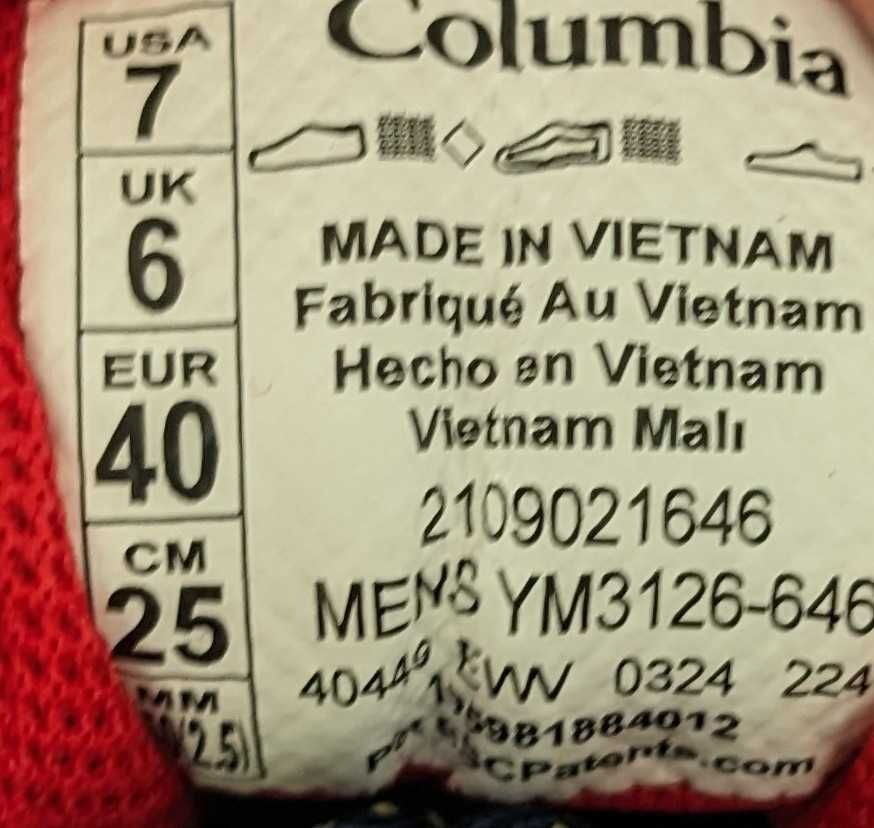 USA
7
UK
6
EUR
40
CM
25
MM
Columbia
MADE IN VIETNAM
Fabriqué Au Vietnam
Hecho en Vietnam
Vietnam Malı
2109021646
MENS YM3126-646
0324 224